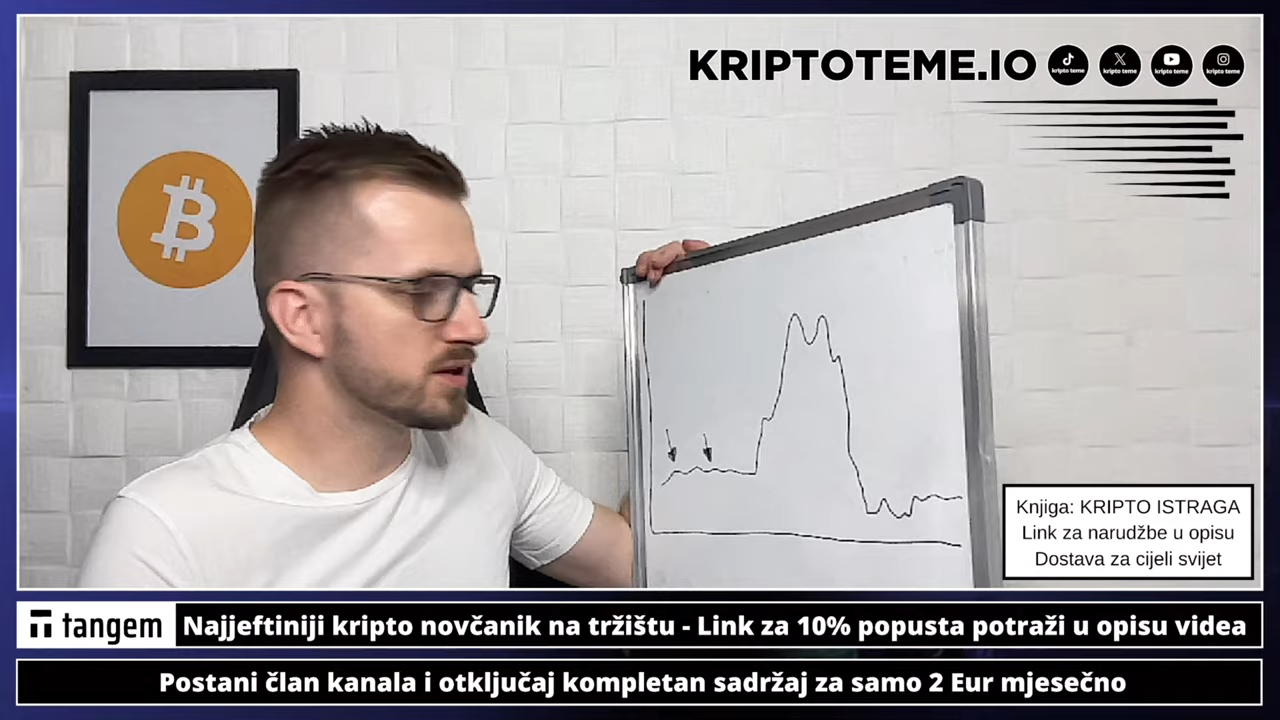 KRIPTOTEME.IO
kripto teme
kripto teme
kripto teme
kripto teme
Knjiga: KRIPTO ISTRAGA
Link za narudžbe u opisu
Dostava za cijeli svijet
tangem
Najjeftiniji kripto novčanik na tržištu - Link za 10% popusta potraži u opisu videa
Postani član kanala i otključaj kompletan sadržaj za samo 2 Eur mjesečno